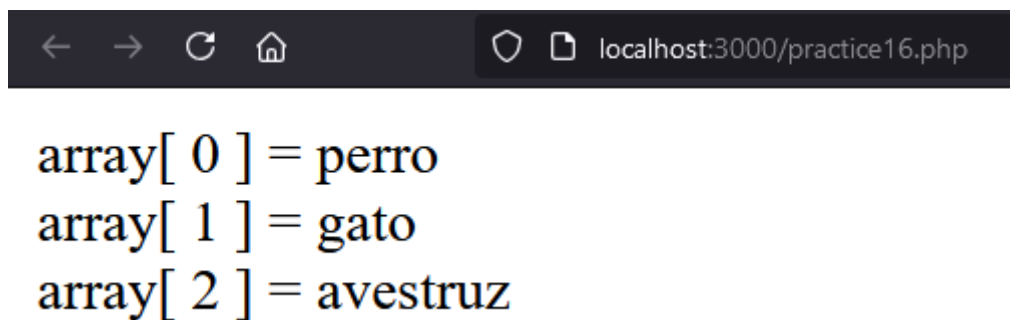 localhost:3000/practice16.php
array[ 0 ] = perro
array[ 1 ] = gato
array[ 2 ] = avestruz